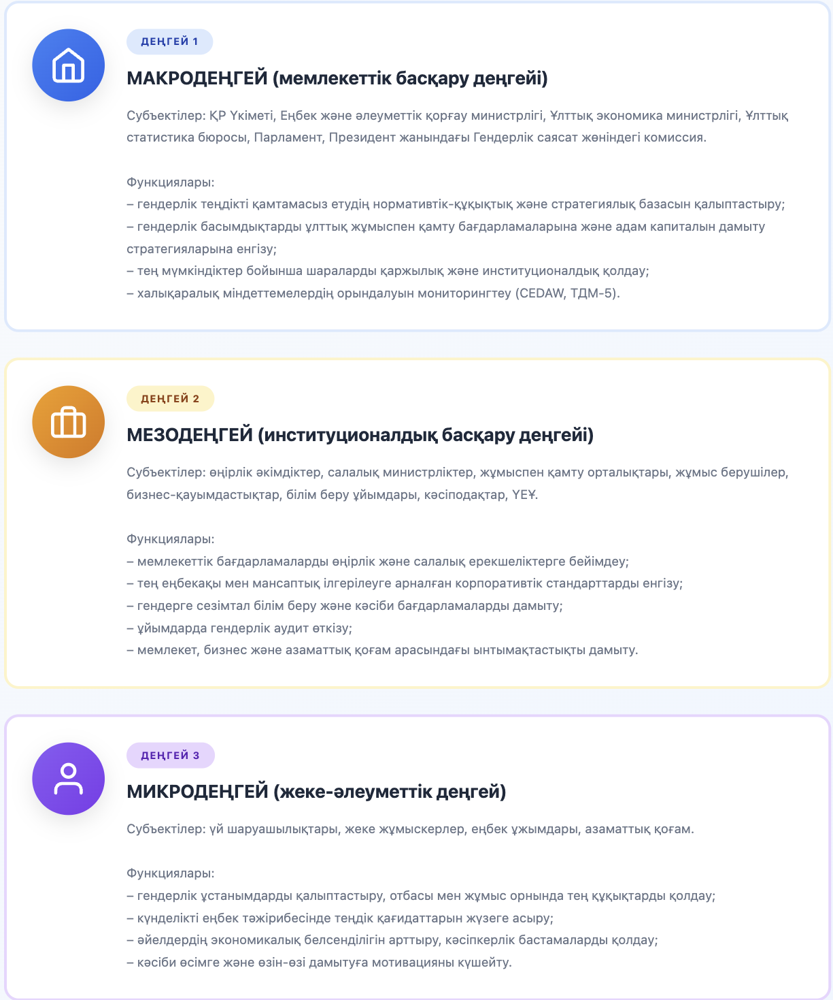 ДЕҢГЕЙ 1
МАКРОДЕҢГЕЙ (мемлекеттік басқару деңгейі)
Субъектілер: ҚР Үкіметі, Еңбек және әлеуметтік қорғау министрлігі, Ұлттық экономика министрлігі, Ұлттық
статистика бюросы, Парламент, Президент жанындағы Гендерлік саясат жөніндегі комиссия.
Функциялары:
– гендерлік теңдікті қамтамасыз етудің нормативтік-құқықтық және стратегиялық базасын қалыптастыру;
– гендерлік басымдықтарды ұлттық жұмыспен қамту бағдарламаларына және адам капиталын дамыту
стратегияларына енгізу;
– тең мүмкіндіктер бойынша шараларды қаржылық және институционалдық қолдау;
– халықаралық міндеттемелердің орындалуын мониторингтеу (CEDAW, ТДМ-5).
ДЕҢГЕЙ 2
МЕЗОДЕҢГЕЙ (институционалдық басқару деңгейі)
Субъектілер: өңірлік әкімдіктер, салалық министрліктер, жұмыспен қамту орталықтары, жұмыс берушілер,
бизнес-қауымдастықтар, білім беру ұйымдары, кәсіподақтар, ҮЕҰ.
Функциялары:
– мемлекеттік бағдарламаларды өңірлік және салалық ерекшеліктерге бейімдеу;
– тең еңбекақы мен мансаптық ілгерілеуге арналған корпоративтік стандарттарды енгізу;
– гендерге сезімтал білім беру және кәсіби бағдарламаларды дамыту;
– ұйымдарда гендерлік аудит өткізу;
– мемлекет, бизнес және азаматтық қоғам арасындағы ынтымақтастықты дамыту.
ДЕҢГЕЙ 3
МИКРОДЕҢГЕЙ (жеке-әлеуметтік деңгей)
Субъектілер: үй шаруашылықтары, жеке жұмыскерлер, еңбек ұжымдары, азаматтық қоғам.
Функциялары:
– гендерлік ұстанымдарды қалыптастыру, отбасы мен жұмыс орнында тең құқықтарды қолдау;
– күнделікті еңбек тәжірибесінде теңдік қағидаттарын жүзеге асыру;
– әйелдердің экономикалық белсенділігін арттыру, кәсіпкерлік бастамаларды қолдау;
– кәсіби өсімге және өзін-өзі дамытуға мотивацияны күшейту.